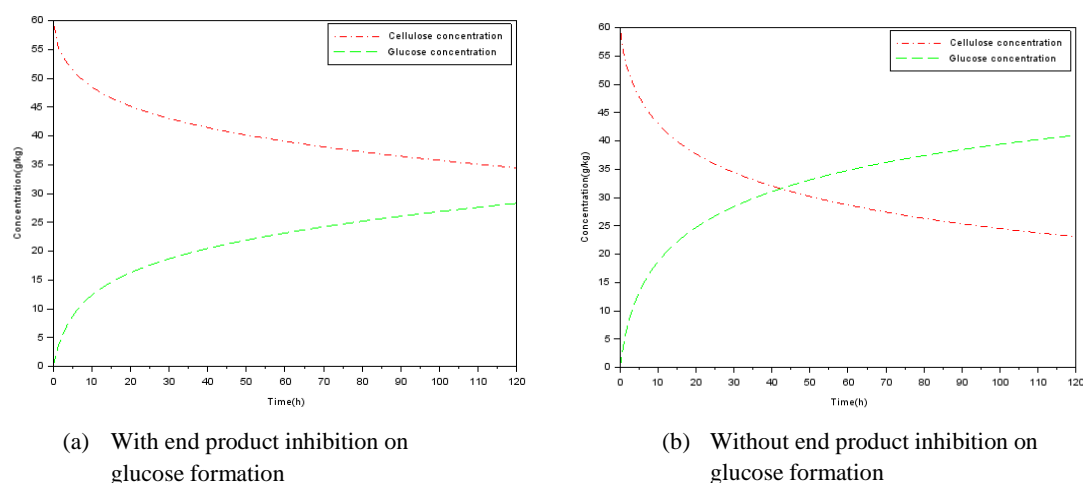 60
55
50
45
40
35
30
25
20
15
10
5
0
Concentration(g/kg)
Cellulose concentration
Glucose concentration
0 10 20 30 40 50 60 70 80 90 100 110 120
Time(h)
(a) With end product inhibition on
glucose formation
60
55
50
45
40
35
30
25
20
15
10
5
0
Concentration(g/kg)
Cellulose concentration
Glucose concentration
0 10 20 30 40 50 60 70 80 90 100 110 120
Time(h)
(b) Without end product inhibition on
glucose formation